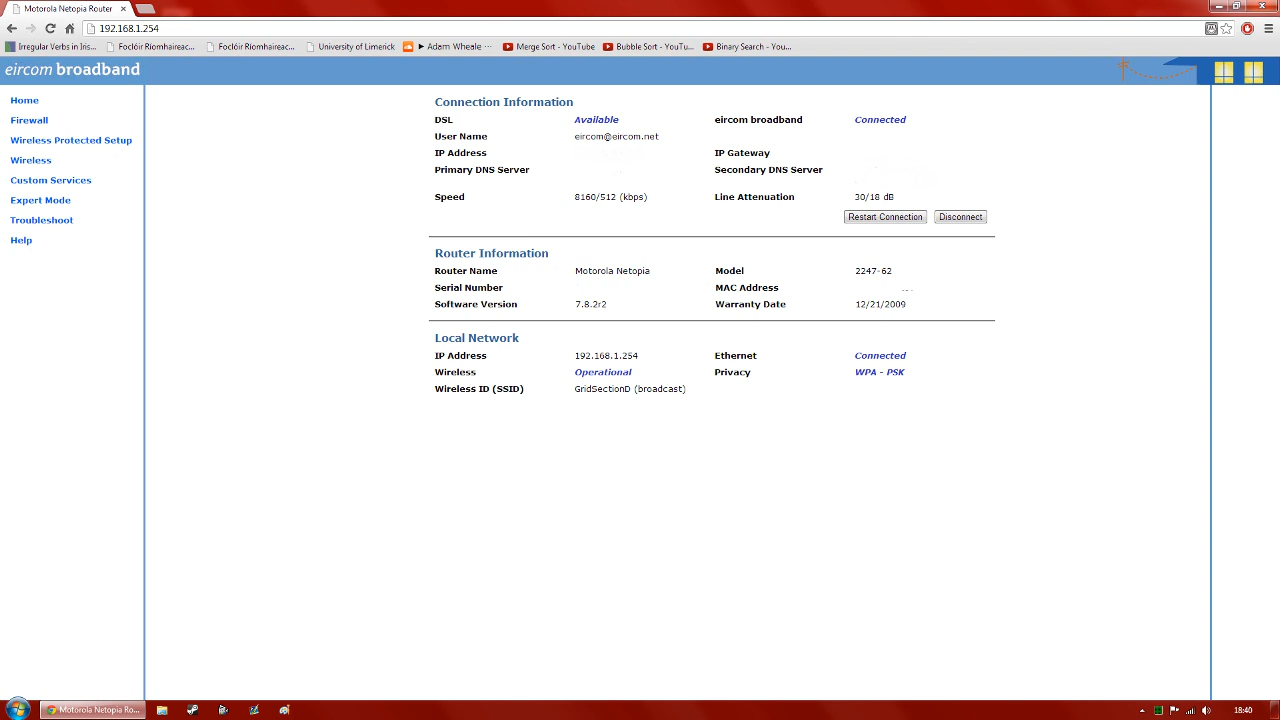 Motorola Netopia Router
192.168.1.254
Irregular Verbs in Iris... Foclóir Ríomhaireac... Foclóir Ríomhaireac... University of Limerick ► Adam Wheale ··· Merge Sort - YouTube Bubble Sort - YouTu... Binary Search - You...
eircom broadband
Home
Firewall
Wireless Protected Setup
Wireless
Custom Services
Expert Mode
Troubleshoot
Help
Connection Information
DSL Available eircom broadband Connected
User Name eircom@eircom.net
IP Address IP Gateway
Primary DNS Server Secondary DNS Server
Speed 8160/512 (kbps) Line Attenuation 30/18 dB
Restart Connection Disconnect
Router Information
Router Name Motorola Netopia Model 2247-62
Serial Number MAC Address
Software Version 7.8.2r2 Warranty Date 12/21/2009
Local Network
IP Address 192.168.1.254 Ethernet Connected
Wireless Operational Privacy WPA - PSK
Wireless ID (SSID) GridSectionD (broadcast)
Motorola Netopia Ro...
18:40